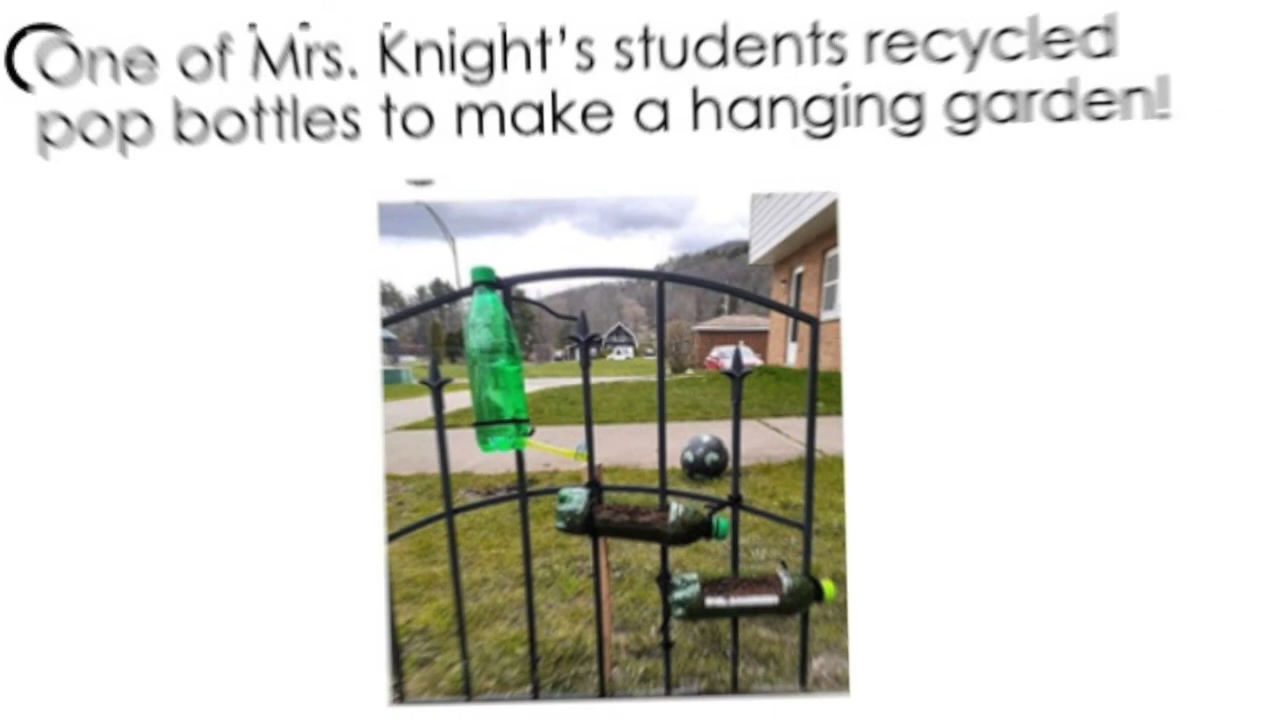 One of Mrs. Knight's students recycled
pop bottles to make a hanging garden!